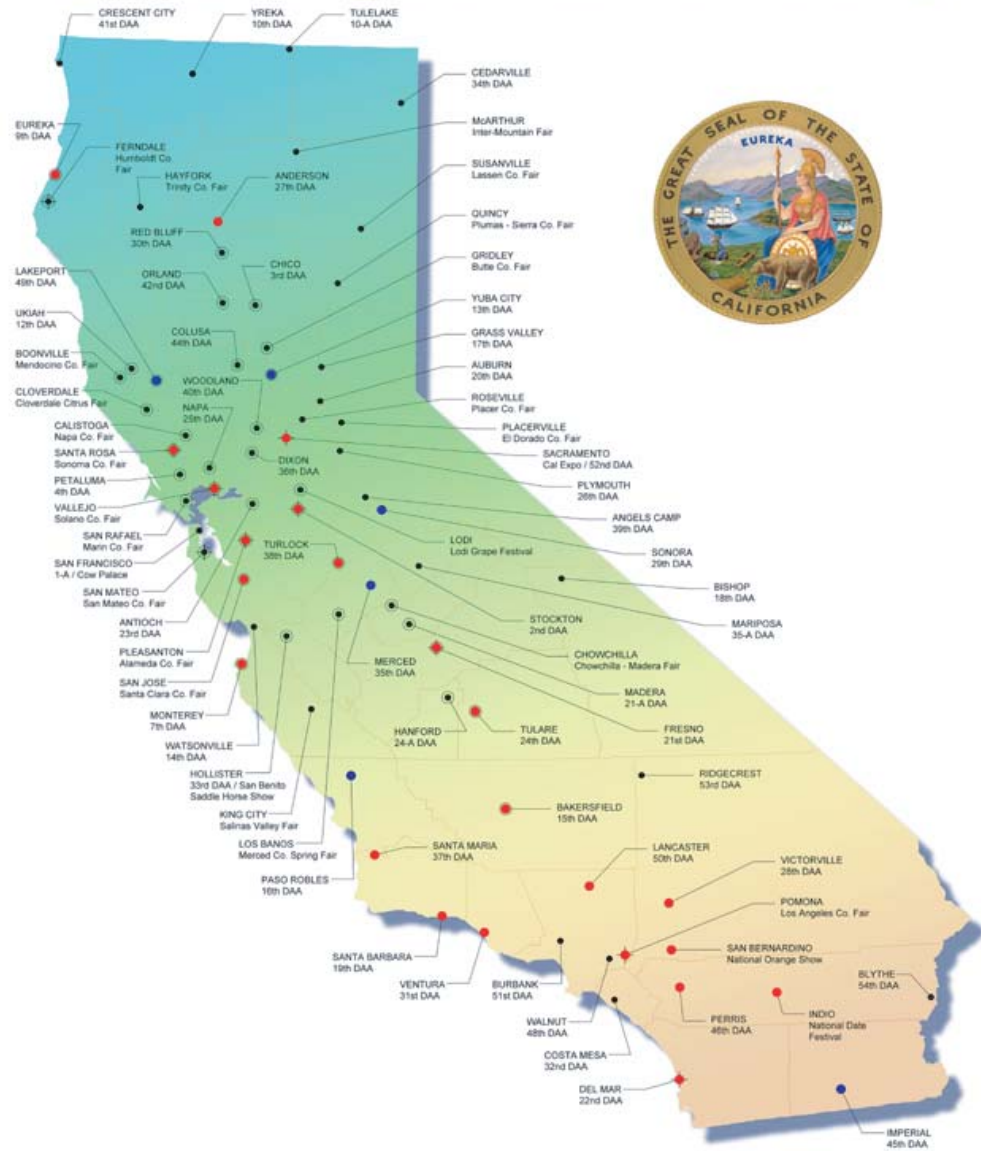 CRESCENT CITY
41st DAA
YREKA
10th DAA
TULELAKE
10-A DAA
CEDARVILLE
34th DAA
McARTHUR
Inter-Mountain Fair
EUREKA
9th DAA
FERNDALE
Humboldt Co.
Fair
HAYFORK
Trinity Co. Fair
ANDERSON
27th DAA
SUSANVILLE
Lassen Co. Fair
QUINCY
Plumas - Sierra Co. Fair
RED BLUFF
30th DAA
GRIDLEY
Butte Co. Fair
LAKEPORT
49th DAA
ORLAND
42nd DAA
CHICO
3rd DAA
YUBA CITY
13th DAA
UKIAH
12th DAA
COLUSA
44th DAA
GRASS VALLEY
17th DAA
BOONVILLE
Mendocino Co. Fair
WOODLAND
40th DAA
AUBURN
20th DAA
CLOVERDALE
Cloverdale Citrus Fair
NAPA
25th DAA
ROSEVILLE
Placer Co. Fair
CALISTOGA
Napa Co. Fair
PLACERVILLE
El Dorado Co. Fair
SANTA ROSA
Sonoma Co. Fair
DIXON
36th DAA
SACRAMENTO
Cal Expo / 52nd DAA
PETALUMA
4th DAA
PLYMOUTH
26th DAA
VALLEJO
Solano Co. Fair
ANGELS CAMP
39th DAA
SAN RAFAEL
Marin Co. Fair
LODI
Lodi Grape Festival
SONORA
29th DAA
SAN FRANCISCO
1-A / Cow Palace
TURLOCK
38th DAA
BISHOP
18th DAA
SAN MATEO
San Mateo Co. Fair
ANTIOCH
23rd DAA
STOCKTON
2nd DAA
MARIPOSA
35-A DAA
PLEASANTON
Alameda Co. Fair
MERCED
35th DAA
CHOWCHILLA
Chowchilla - Madera Fair
SAN JOSE
Santa Clara Co. Fair
MADERA
21-A DAA
MONTEREY
7th DAA
HANFORD
24-A DAA
TULARE
24th DAA
FRESNO
21st DAA
WATSONVILLE
14th DAA
HOLLISTER
33rd DAA / San Benito
Saddle Horse Show
RIDGECREST
53rd DAA
KING CITY
Salinas Valley Fair
BAKERSFIELD
15th DAA
LOS BANOS
Merced Co. Spring Fair
SANTA MARIA
37th DAA
LANCASTER
50th DAA
VICTORVILLE
28th DAA
PASO ROBLES
16th DAA
POMONA
Los Angeles Co. Fair
SANTA BARBARA
19th DAA
SAN BERNARDINO
National Orange Show
VENTURA
31st DAA
BURBANK
51st DAA
BLYTHE
54th DAA
WALNUT
48th DAA
PERRIS
46th DAA
INDIO
National Date
Festival
COSTA MESA
32nd DAA
DEL MAR
22nd DAA
IMPERIAL
45th DAA
THE GREAT SEAL OF THE STATE OF
CALIFORNIA
EUREKA